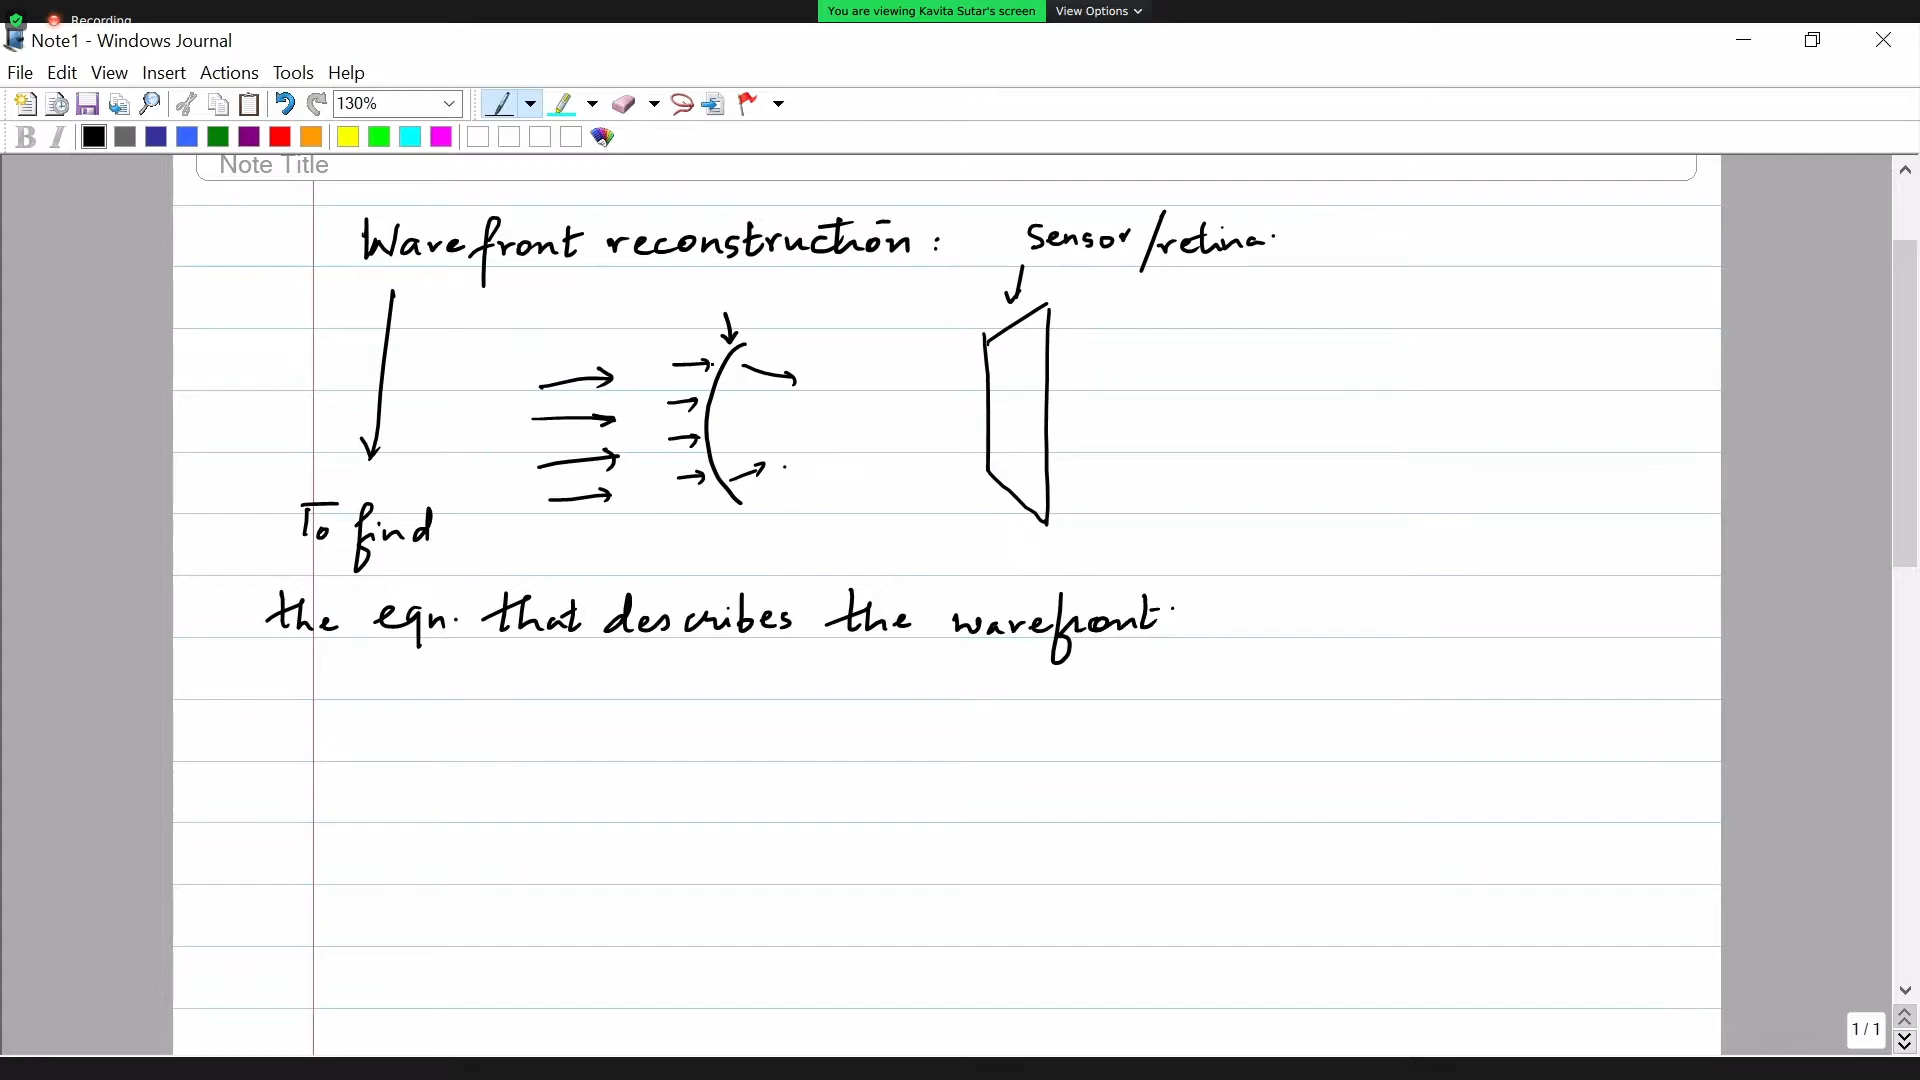 Recording
You are viewing Kavita Sutar's screen View Options
Note1 - Windows Journal
File Edit View Insert Actions Tools Help
130%
B I
Note Title
Wavefront reconstruction :
Sensor/retina.
To find
the eqn. that describes the wavefront.
1 / 1